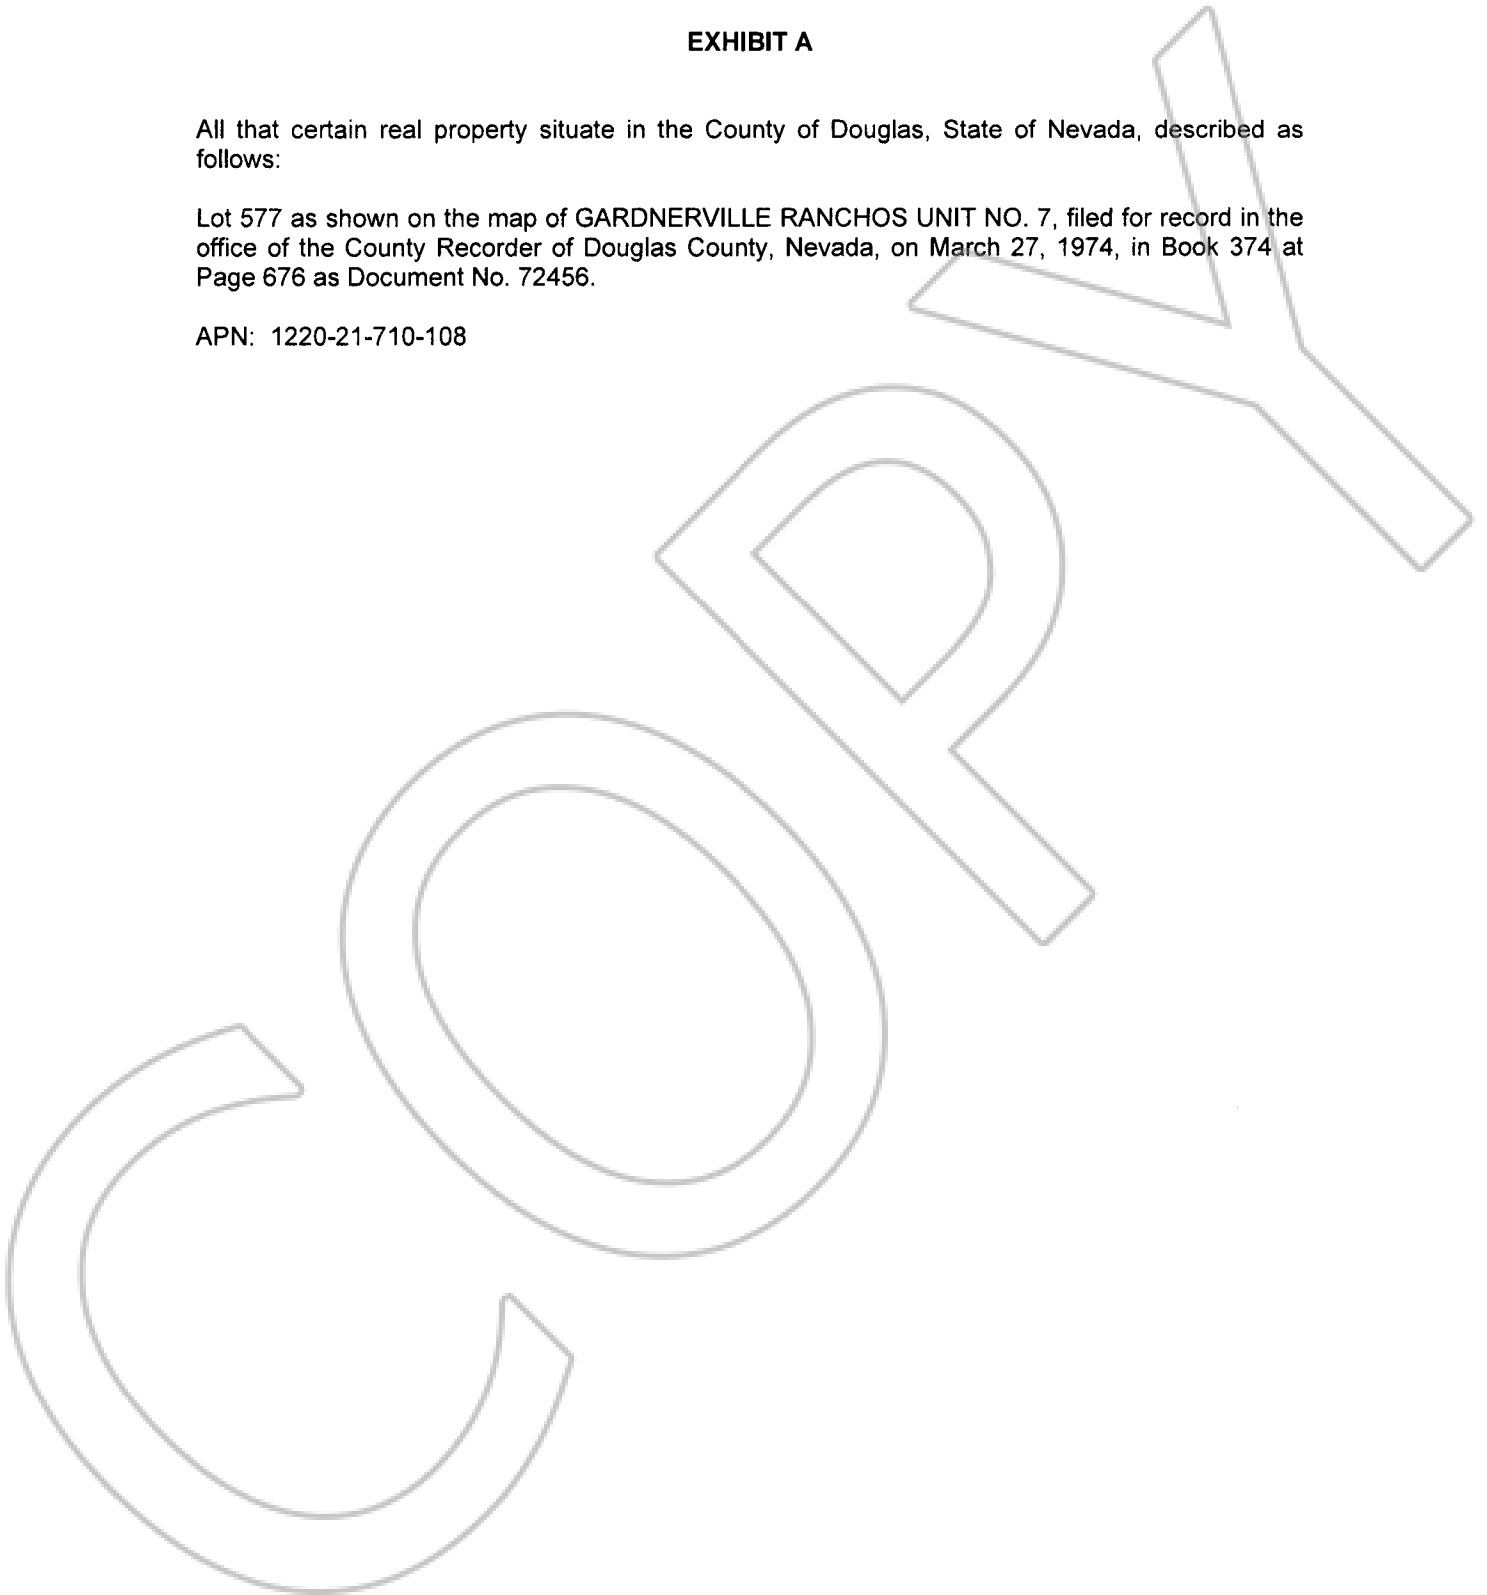 EXHIBIT A
All that certain real property situate in the County of Douglas, State of Nevada, described as
follows:
Lot 577 as shown on the map of GARDNERVILLE RANCHOS UNIT NO. 7, filed for record in the
office of the County Recorder of Douglas County, Nevada, on March 27, 1974, in Book 374 at
Page 676 as Document No. 72456.
APN: 1220-21-710-108
COPY